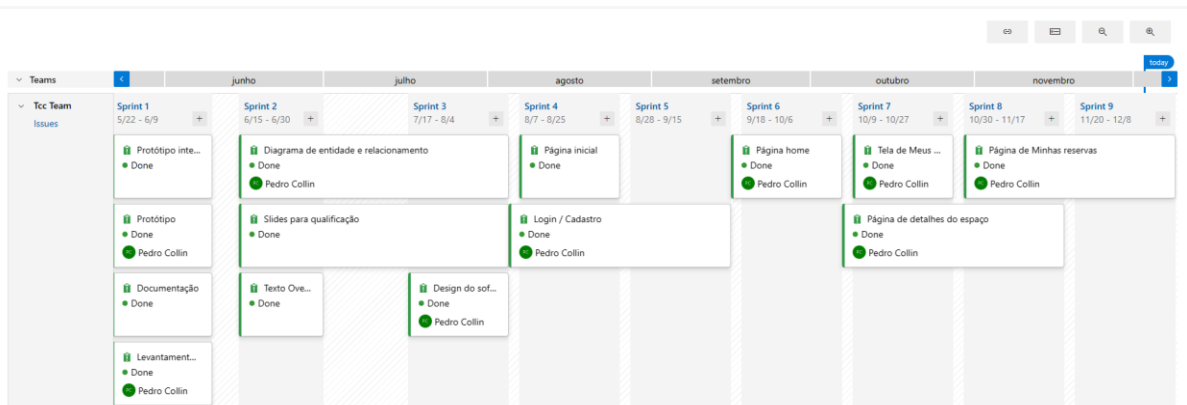 today
Teams
junho
julho
agosto
setembro
outubro
novembro
Tcc Team
Issues
Sprint 1
5/22 - 6/9
Sprint 2
6/15 - 6/30
Sprint 3
7/17 - 8/4
Sprint 4
8/7 - 8/25
Sprint 5
8/28 - 9/15
Sprint 6
9/18 - 10/6
Sprint 7
10/9 - 10/27
Sprint 8
10/30 - 11/17
Sprint 9
11/20 - 12/8
Protótipo inte...
Done
Diagrama de entidade e relacionamento
Done
Pedro Collin
Página inicial
Done
Página home
Done
Pedro Collin
Tela de Meus ...
Done
Pedro Collin
Página de Minhas reservas
Done
Pedro Collin
Protótipo
Done
Pedro Collin
Slides para qualificação
Done
Login / Cadastro
Done
Pedro Collin
Página de detalhes do espaço
Done
Pedro Collin
Documentação
Done
Texto Ove...
Done
Design do sof...
Done
Pedro Collin
Levantament...
Done
Pedro Collin